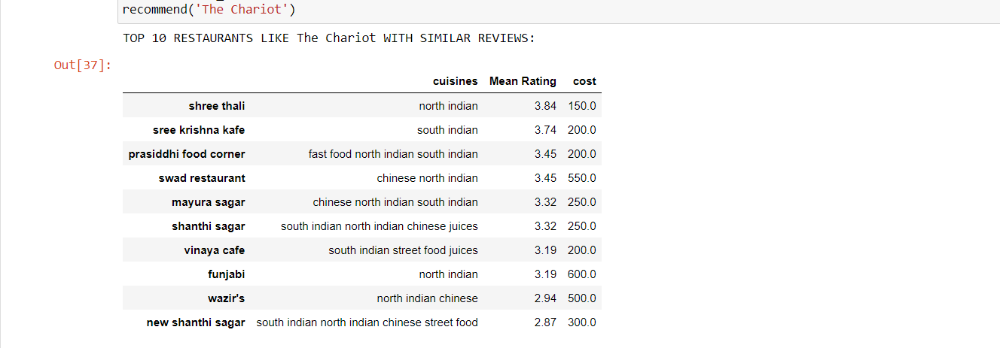 recommend('The Chariot')
TOP 10 RESTAURANTS LIKE The Chariot WITH SIMILAR REVIEWS:
Out[37]:
cuisines Mean Rating cost
shree thali north indian 3.84 150.0
sree krishna kafe south indian 3.74 200.0
prasiddhi food corner fast food north indian south indian 3.45 200.0
swad restaurant chinese north indian 3.45 550.0
mayura sagar chinese north indian south indian 3.32 250.0
shanthi sagar south indian north indian chinese juices 3.32 250.0
vinaya cafe south indian street food juices 3.19 200.0
funjabi north indian 3.19 600.0
wazir's north indian chinese 2.94 500.0
new shanthi sagar south indian north indian chinese street food 2.87 300.0